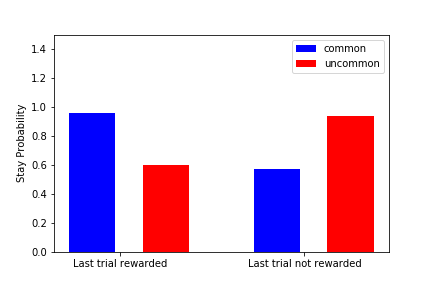 1.4
1.2
1.0
0.8
0.6
0.4
0.2
0.0
Stay Probability
common
uncommon
Last trial rewarded
Last trial not rewarded